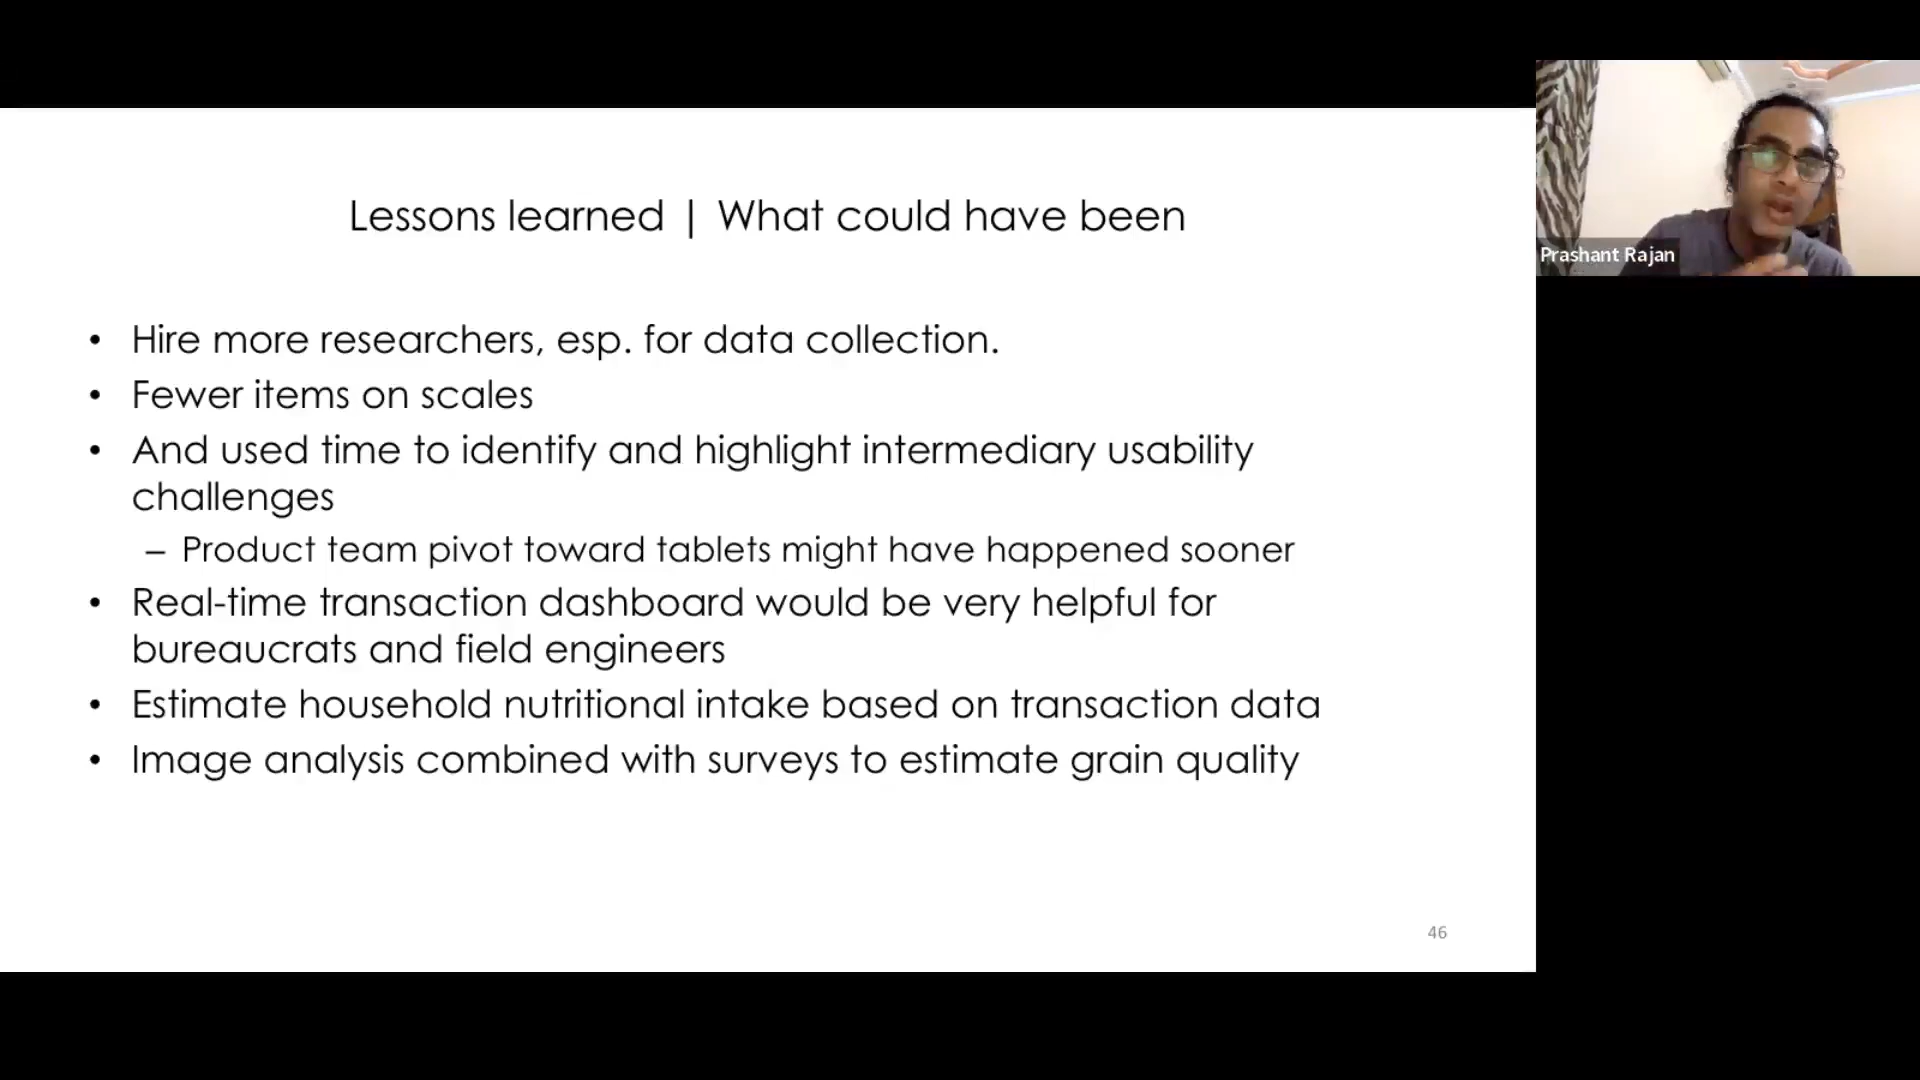 Lessons learned | What could have been
• Hire more researchers, esp. for data collection.
• Fewer items on scales
• And used time to identify and highlight intermediary usability
challenges
– Product team pivot toward tablets might have happened sooner
• Real-time transaction dashboard would be very helpful for
bureaucrats and field engineers
• Estimate household nutritional intake based on transaction data
• Image analysis combined with surveys to estimate grain quality
46
Prashant Rajan